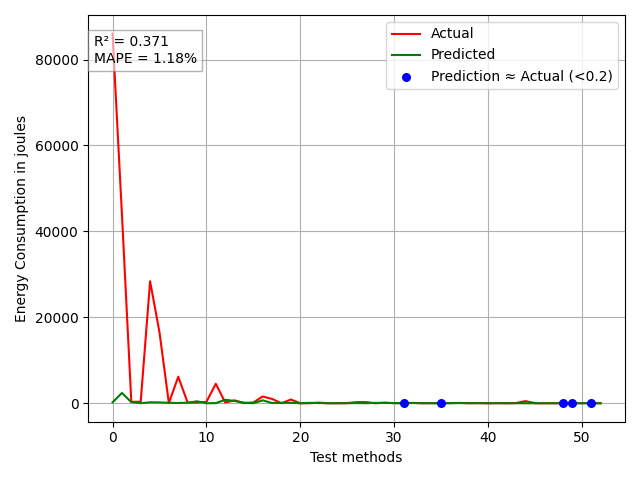 R² = 0.371
MAPE = 1.18%
Actual
Predicted
Prediction ≈ Actual (<0.2)
Energy Consumption in joules
80000
60000
40000
20000
0
0 10 20 30 40 50
Test methods